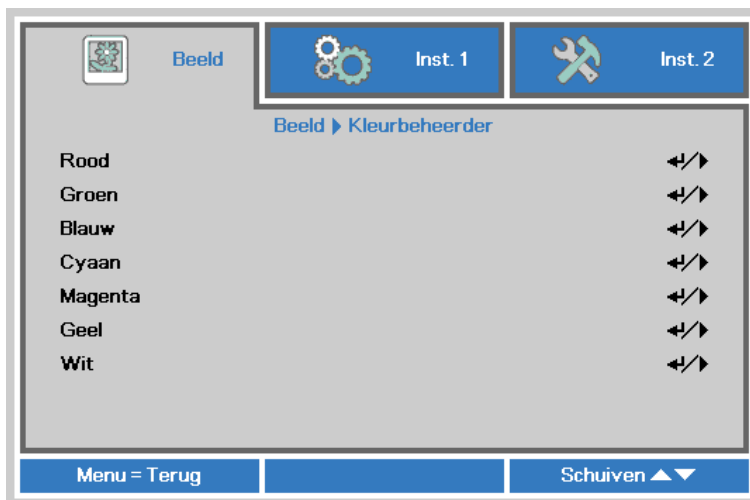 Beeld Inst. 1 Inst. 2
Beeld Kleurbeheerder
Rood
Groen
Blauw
Cyaan
Magenta
Geel
Wit
Menu = Terug Schuiven